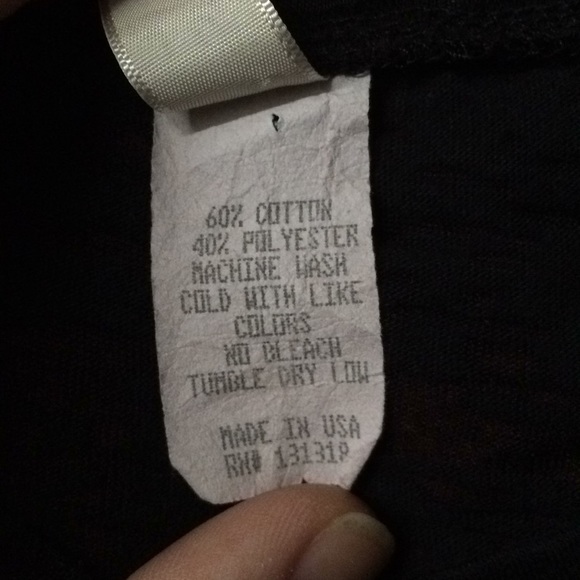 60% COTTON
40% POLYESTER
MACHINE WASH
COLD WITH LIKE
COLORS
NO BLEACH
TUMBLE DRY LOW
MADE IN USA
RN# 131318